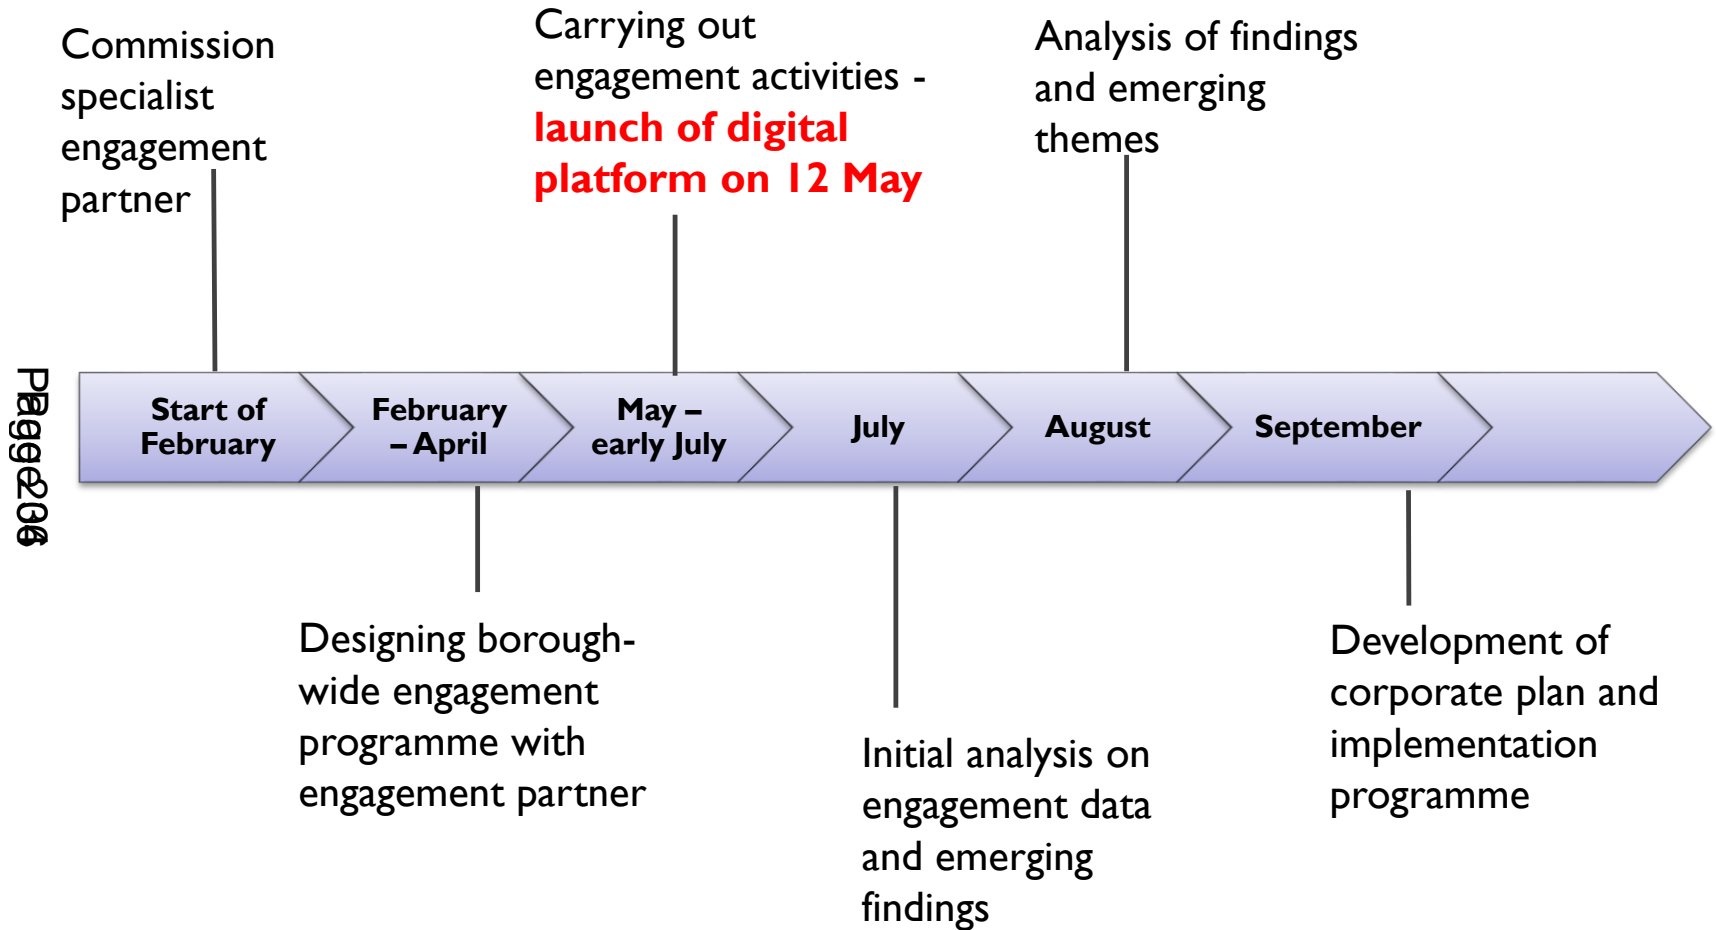 Commission
specialist
engagement
partner
Carrying out
engagement activities -
launch of digital
platform on 12 May
Analysis of findings
and emerging
themes
Start of
February
February
– April
May –
early July
July
August
September
Designing borough-
wide engagement
programme with
engagement partner
Initial analysis on
engagement data
and emerging
findings
Development of
corporate plan and
implementation
programme
Page